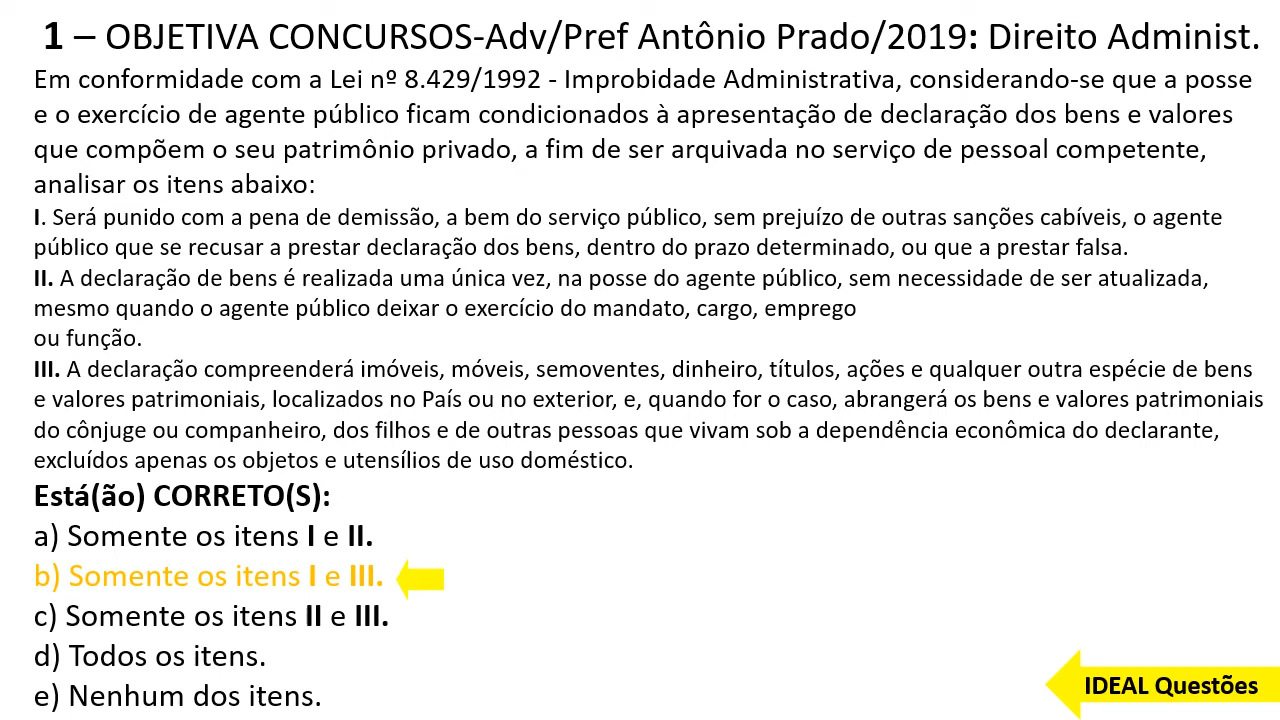 1 – OBJETIVA CONCURSOS-Adv/Pref Antônio Prado/2019: Direito Administ.
Em conformidade com a Lei nº 8.429/1992 - Improbidade Administrativa, considerando-se que a posse
e o exercício de agente público ficam condicionados à apresentação de declaração dos bens e valores
que compõem o seu patrimônio privado, a fim de ser arquivada no serviço de pessoal competente,
analisar os itens abaixo:
I. Será punido com a pena de demissão, a bem do serviço público, sem prejuízo de outras sanções cabíveis, o agente
público que se recusar a prestar declaração dos bens, dentro do prazo determinado, ou que a prestar falsa.
II. A declaração de bens é realizada uma única vez, na posse do agente público, sem necessidade de ser atualizada,
mesmo quando o agente público deixar o exercício do mandato, cargo, emprego
ou função.
III. A declaração compreenderá imóveis, móveis, semoventes, dinheiro, títulos, ações e qualquer outra espécie de bens
e valores patrimoniais, localizados no País ou no exterior, e, quando for o caso, abrangerá os bens e valores patrimoniais
do cônjuge ou companheiro, dos filhos e de outras pessoas que vivam sob a dependência econômica do declarante,
excluídos apenas os objetos e utensílios de uso doméstico.
Está(ão) CORRETO(S):
a) Somente os itens I e II.
b) Somente os itens I e III.
c) Somente os itens II e III.
d) Todos os itens.
e) Nenhum dos itens.
IDEAL Questões